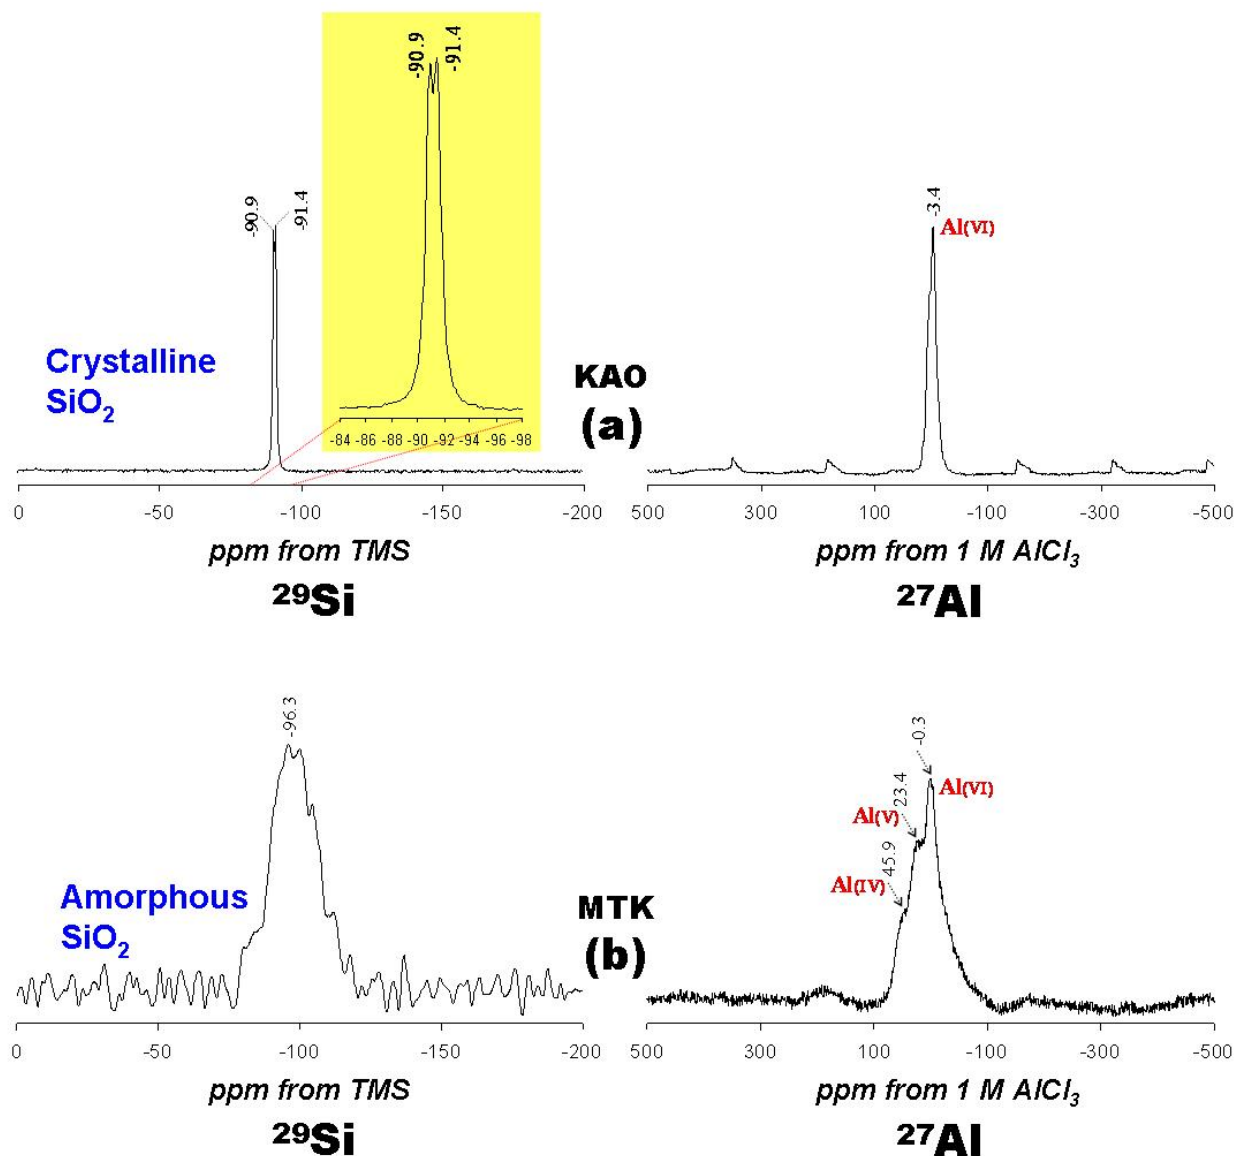 -90.9
-91.4
-90.9
-91.4
-84 -86 -88 -90 -92 -94 -96 -98
Crystalline
SiO2
0 -50 -100 -150 -200
ppm from TMS
29Si
KAO
(a)
-3.4
Al(VI)
500 300 100 -100 -300 -500
ppm from 1 M AlCl3
27Al
-96.3
Amorphous
SiO2
0 -50 -100 -150 -200
ppm from TMS
29Si
MTK
(b)
-0.3
Al(VI)
23.4
Al(V)
45.9
Al(IV)
500 300 100 -100 -300 -500
ppm from 1 M AlCl3
27Al